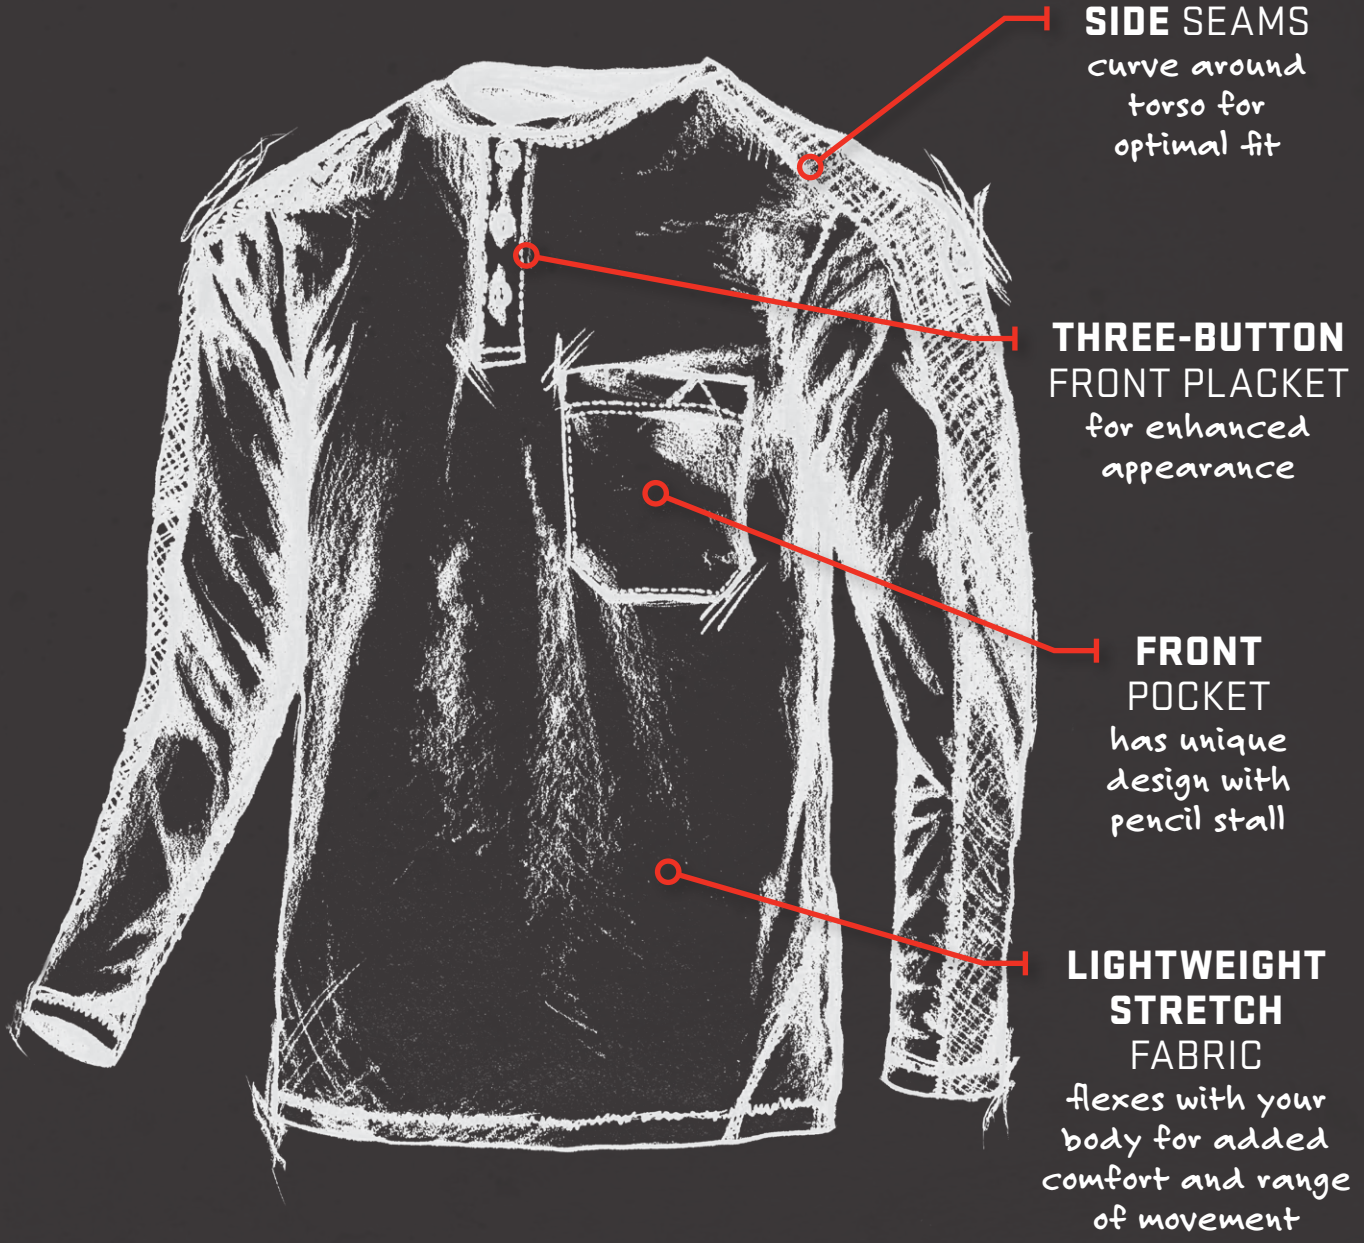 SIDE SEAMS
curve around
torso for
optimal fit
THREE-BUTTON
FRONT PLACKET
for enhanced
appearance
FRONT
POCKET
has unique
design with
pencil stall
LIGHTWEIGHT
STRETCH
FABRIC
flexes with your
body for added
comfort and range
of movement